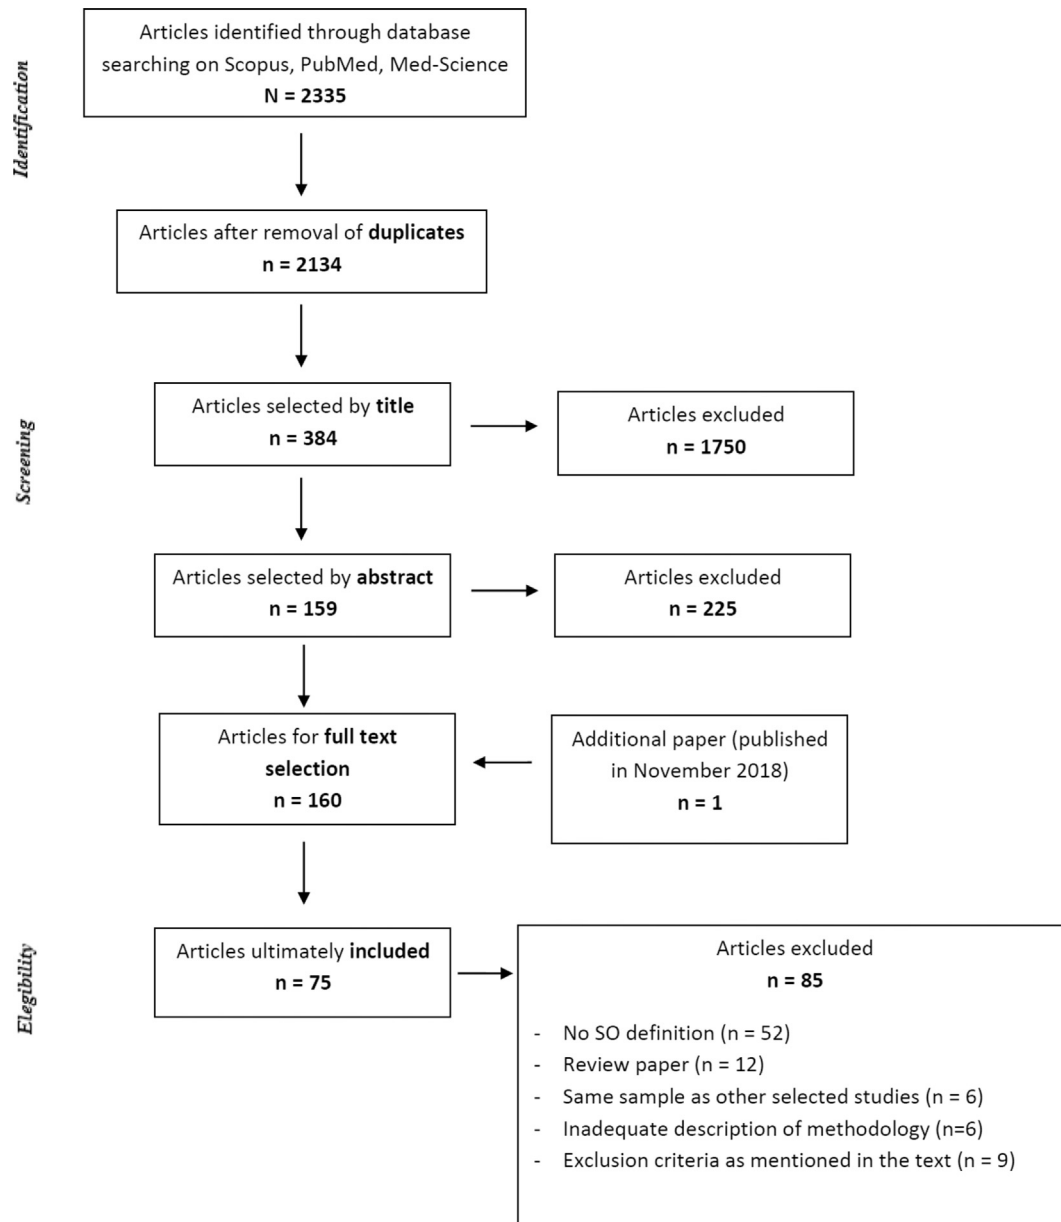 Identification
Articles identified through database
searching on Scopus, PubMed, Med-Science
N = 2335
Articles after removal of duplicates
n = 2134
Screening
Articles selected by title
n = 384
Articles excluded
n = 1750
Articles selected by abstract
n = 159
Articles excluded
n = 225
Articles for full text
selection
n = 160
Additional paper (published
in November 2018)
n = 1
Elegibility
Articles ultimately included
n = 75
Articles excluded
n = 85
- No SO definition (n = 52)
- Review paper (n = 12)
- Same sample as other selected studies (n = 6)
- Inadequate description of methodology (n=6)
- Exclusion criteria as mentioned in the text (n = 9)